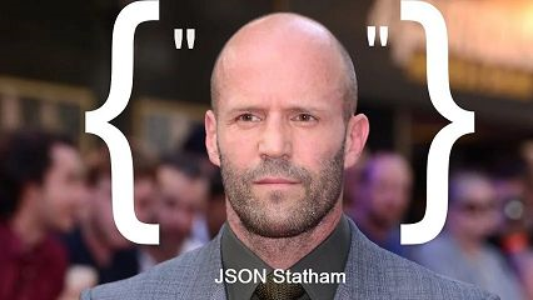 { " " }
JSON Statham